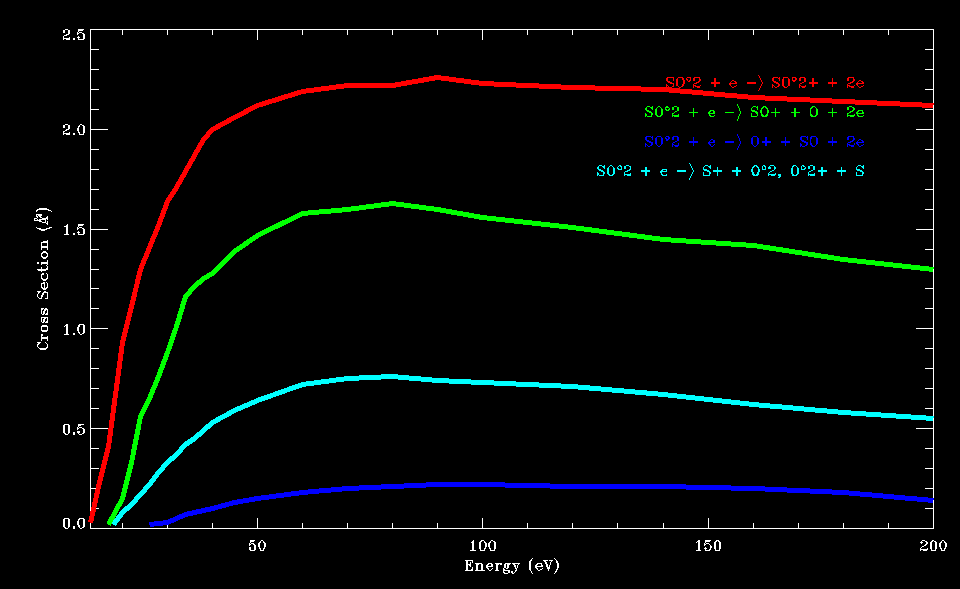 2.5
2.0
1.5
1.0
0.5
0.0
Cross Section (Å²)
SO°2 + e -> SO°2+ + 2e
SO°2 + e -> SO+ + O + 2e
SO°2 + e -> O+ + SO + 2e
SO°2 + e -> S+ + O°2, O°2+ + S
50 100 150 200
Energy (eV)